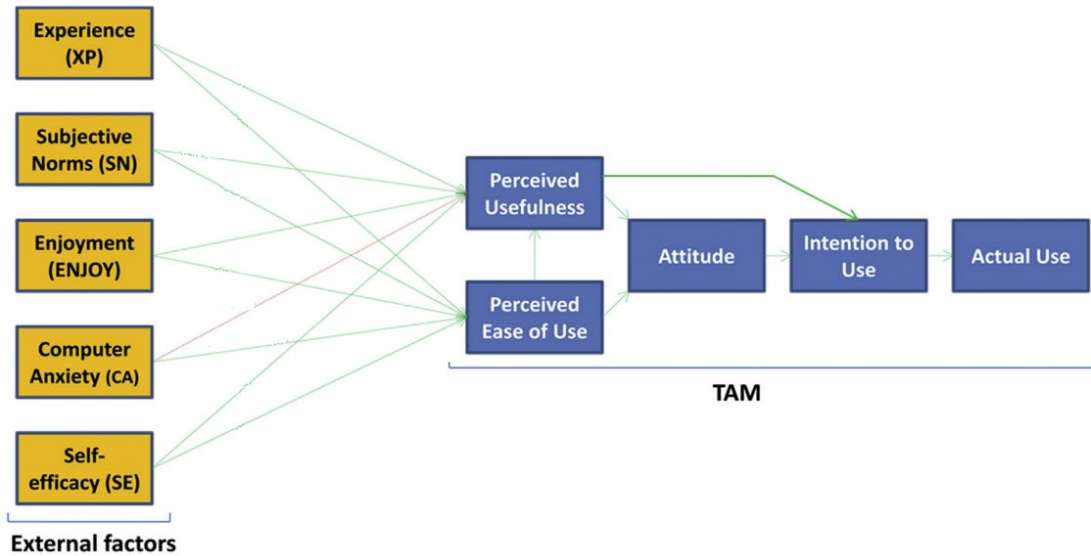 Experience
(XP)
Subjective
Norms (SN)
Enjoyment
(ENJOY)
Computer
Anxiety (CA)
Self-
efficacy (SE)
External factors
Perceived
Usefulness
Perceived
Ease of Use
Attitude
Intention to
Use
Actual Use
TAM